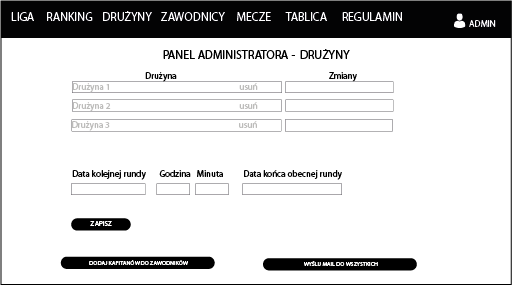 LIGA RANKING DRUŻYNY ZAWODNICY MECZE TABLICA REGULAMIN ADMIN
PANEL ADMINISTRATORA - DRUŻYNY
Drużyna Zmiany
Drużyna 1 usuń
Drużyna 2 usuń
Drużyna 3 usuń
Data kolejnej rundy Godzina Minuta Data końca obecnej rundy
ZAPISZ
DODAJ KAPITANÓW DO ZAWODNIKÓW WYŚLIJ MAIL DO WSZYSTKICH